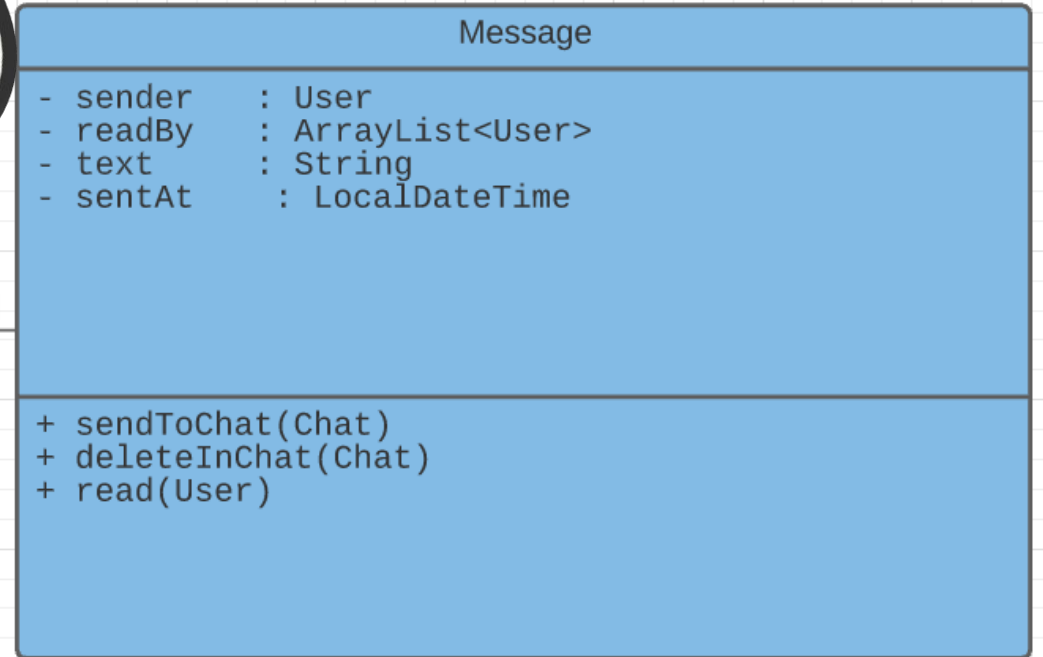 Message
- sender   : User
- readBy   : ArrayList<User>
- text     : String
- sentAt    : LocalDateTime
+ sendToChat(Chat)
+ deleteInChat(Chat)
+ read(User)